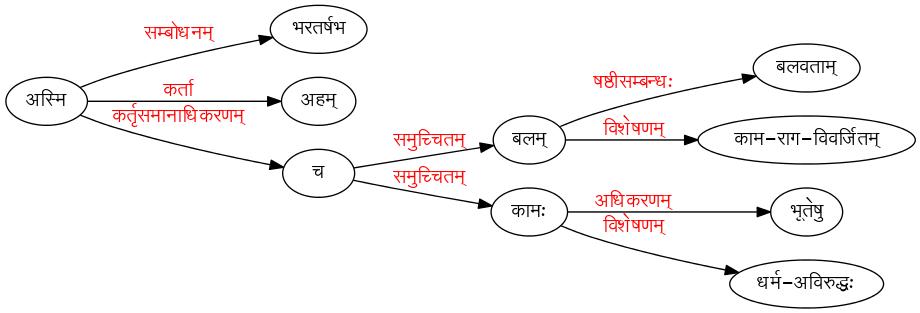 भरतर्षभ
सम्बोधनम्
बलवताम्
षष्ठीसम्बन्धः
अस्मि
कर्ता
अहम्
कर्तृसमानाधिकरणम्
समुच्चितम्
बलम्
विशेषणम्
काम-राग-विवर्जितम्
च
समुच्चितम्
कामः
अधिकरणम्
भूतेषु
विशेषणम्
धर्म-अविरुद्धः